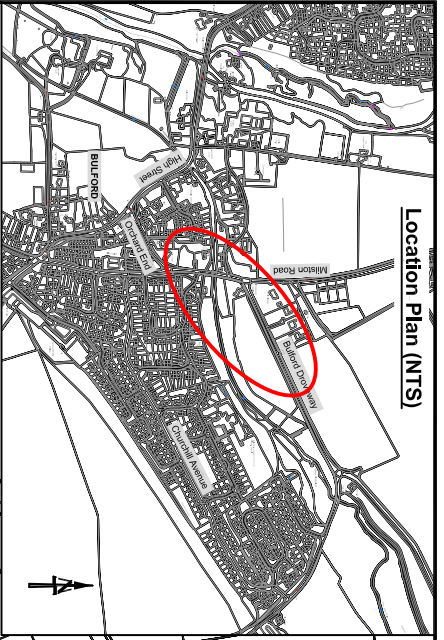 Location Plan (NTS)
Milston Road
High Street
BULFORD
Orchard End
Bulford Droveway
Churchill Avenue
N